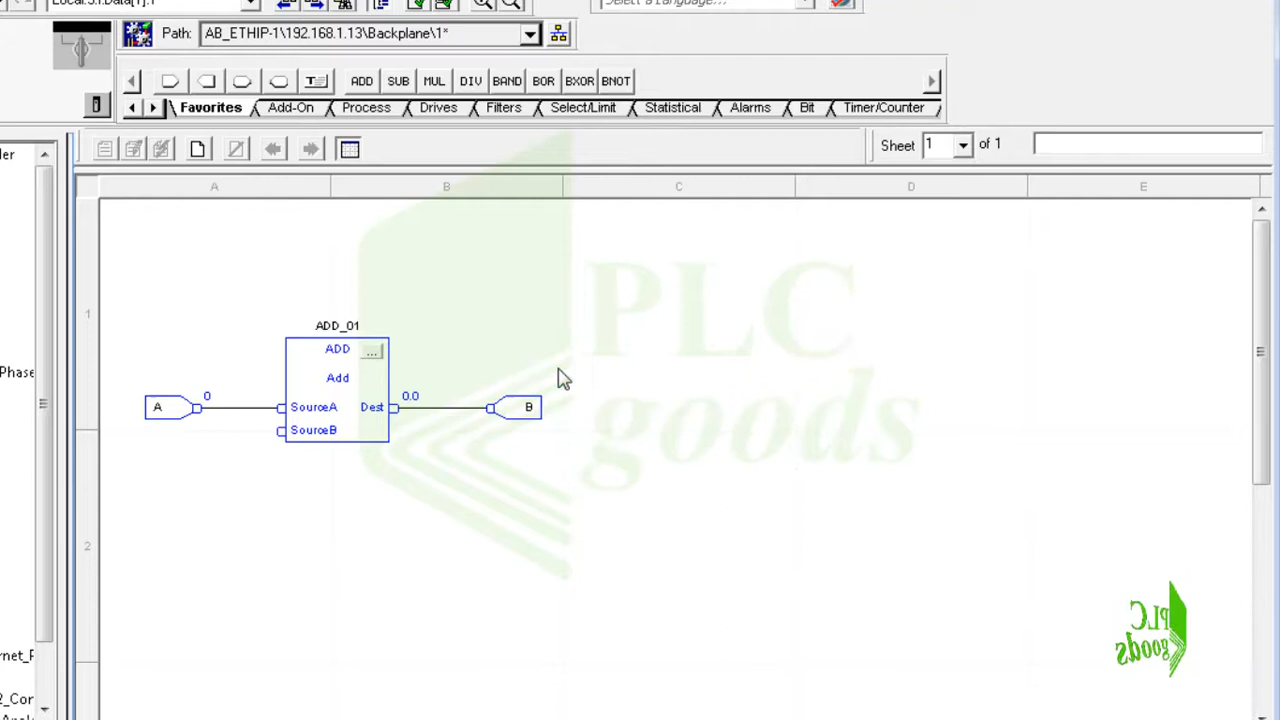 Local:3:I.Data[1].1
Select a Language...
Path: AB_ETHIP-1\192.168.1.13\Backplane\1*
ADD SUB MUL DIV BAND BOR BXOR BNOT
Favorites Add-On Process Drives Filters Select/Limit Statistical Alarms Bit Timer/Counter
Sheet 1 of 1
A B C D E
1
ADD_01
ADD ...
Add
A 0 SourceA Dest 0.0 B
SourceB
2
PLC
goods
PLC
goods
Phase